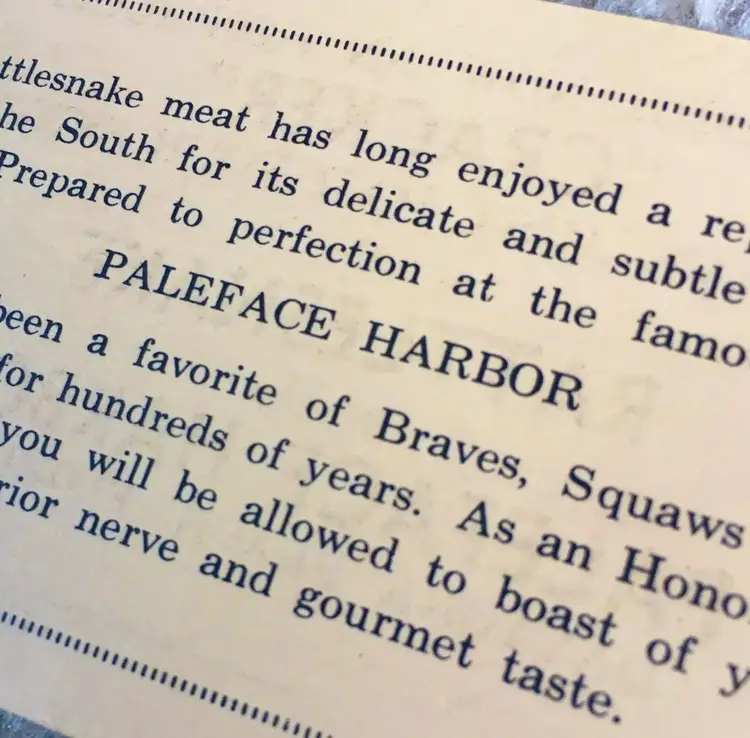 ttlesnake meat has long enjoyed a re
he South for its delicate and subtle
Prepared to perfection at the famo
PALEFACE HARBOR
been a favorite of Braves, Squaws
for hundreds of years. As an Hono
you will be allowed to boast of y
rior nerve and gourmet taste.